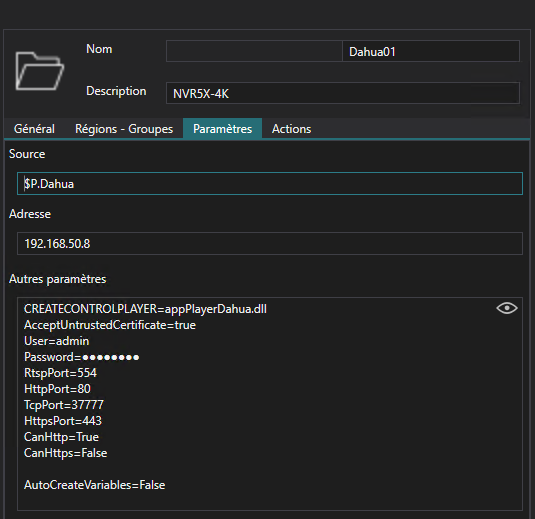 Nom Dahua01
Description NVR5X-4K
Général Régions - Groupes Paramètres Actions
Source
$P.Dahua
Adresse
192.168.50.8
Autres paramètres
CREATECONTROLPLAYER=appPlayerDahua.dll
AcceptUntrustedCertificate=true
User=admin
Password=●●●●●●●●
RtspPort=554
HttpPort=80
TcpPort=37777
HttpsPort=443
CanHttp=True
CanHttps=False
AutoCreateVariables=False